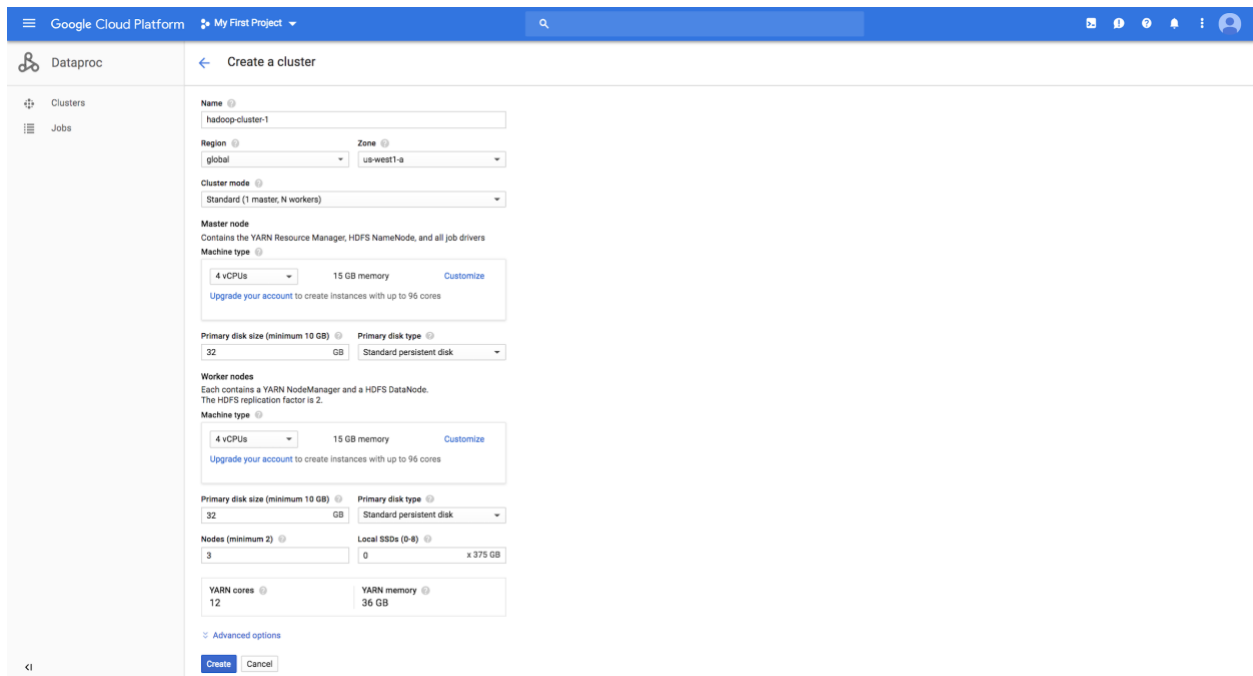 Google Cloud Platform My First Project
Dataproc
Create a cluster
Clusters
Jobs
Name
hadoop-cluster-1
Region Zone
global us-west1-a
Cluster mode
Standard (1 master, N workers)
Master node
Contains the YARN Resource Manager, HDFS NameNode, and all job drivers
Machine type
4 vCPUs 15 GB memory Customize
Upgrade your account to create instances with up to 96 cores
Primary disk size (minimum 10 GB) Primary disk type
32 GB Standard persistent disk
Worker nodes
Each contains a YARN NodeManager and a HDFS DataNode.
The HDFS replication factor is 2.
Machine type
4 vCPUs 15 GB memory Customize
Upgrade your account to create instances with up to 96 cores
Primary disk size (minimum 10 GB) Primary disk type
32 GB Standard persistent disk
Nodes (minimum 2) Local SSDs (0-8)
3 0 x 375 GB
YARN cores YARN memory
12 36 GB
Advanced options
Create Cancel